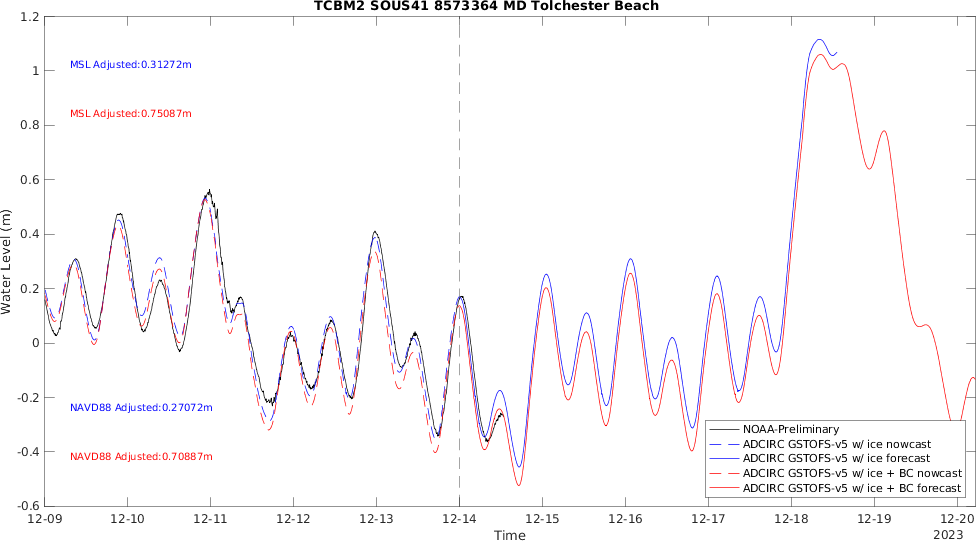 TCBM2 SOUS41 8573364 MD Tolchester Beach
1.2
1
0.8
0.6
0.4
0.2
0
-0.2
-0.4
-0.6
Water Level (m)
MSL Adjusted:0.31272m
MSL Adjusted:0.75087m
NAVD88 Adjusted:0.27072m
NAVD88 Adjusted:0.70887m
NOAA-Preliminary
ADCIRC GSTOFS-v5 w/ ice nowcast
ADCIRC GSTOFS-v5 w/ ice forecast
ADCIRC GSTOFS-v5 w/ ice + BC nowcast
ADCIRC GSTOFS-v5 w/ ice + BC forecast
12-09 12-10 12-11 12-12 12-13 12-14 12-15 12-16 12-17 12-18 12-19 12-20
Time
2023